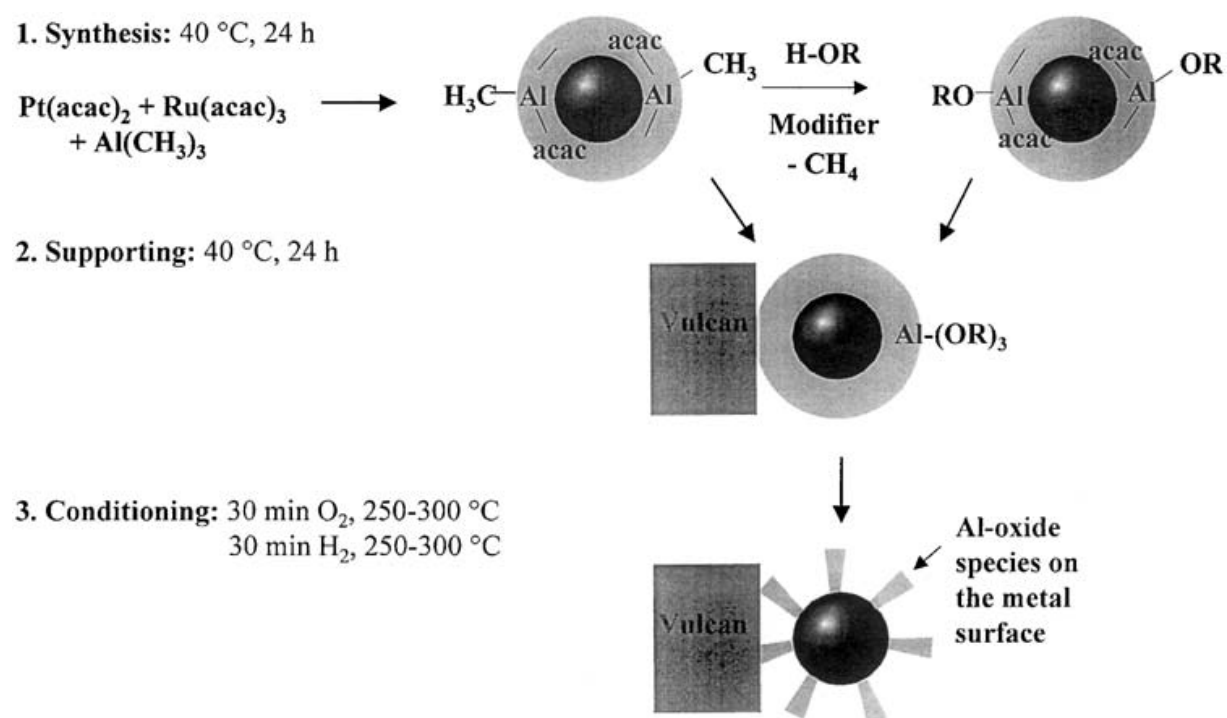 1. Synthesis: 40 °C, 24 h
Pt(acac)₂ + Ru(acac)₃
+ Al(CH₃)₃
H₃C
Al
acac
acac
Al
CH₃
H-OR
Modifier
- CH₄
RO
Al
acac
acac
Al
OR
2. Supporting: 40 °C, 24 h
Vulcan
Al-(OR)₃
3. Conditioning: 30 min O₂, 250-300 °C
30 min H₂, 250-300 °C
Vulcan
Al-oxide
species on
the metal
surface